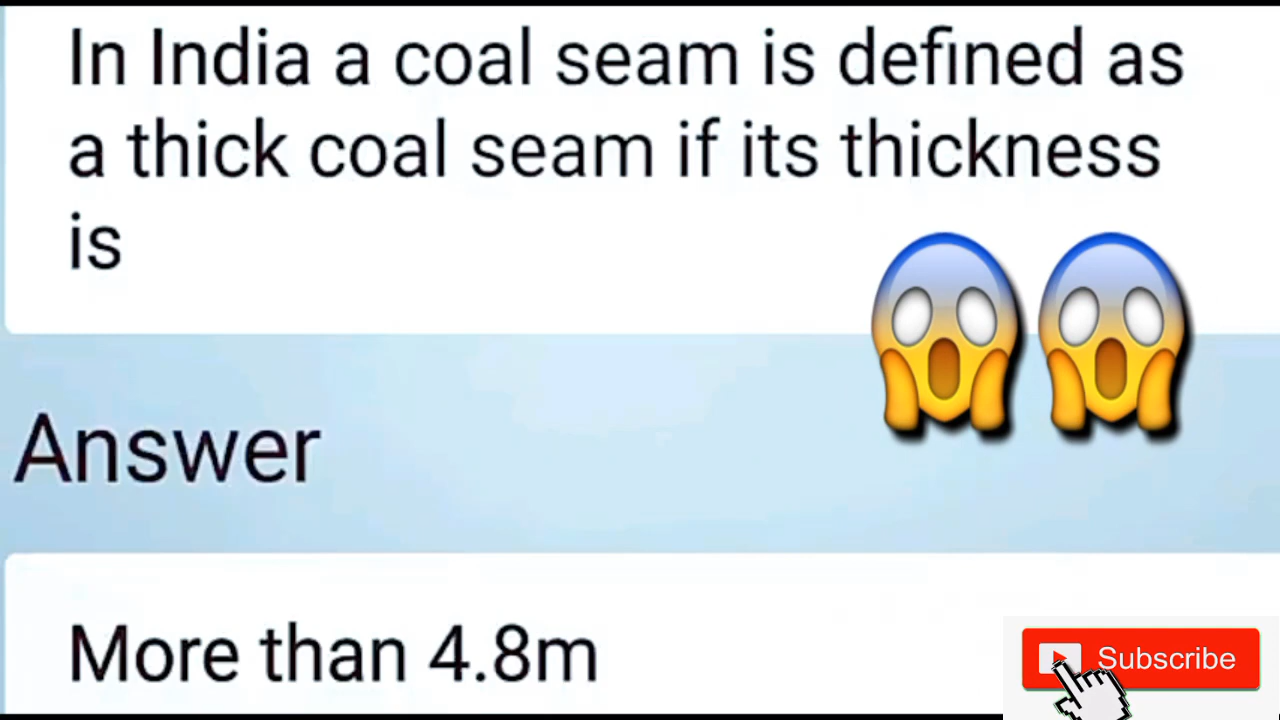 In India a coal seam is defined as
a thick coal seam if its thickness
is
Answer
More than 4.8m
Subscribe